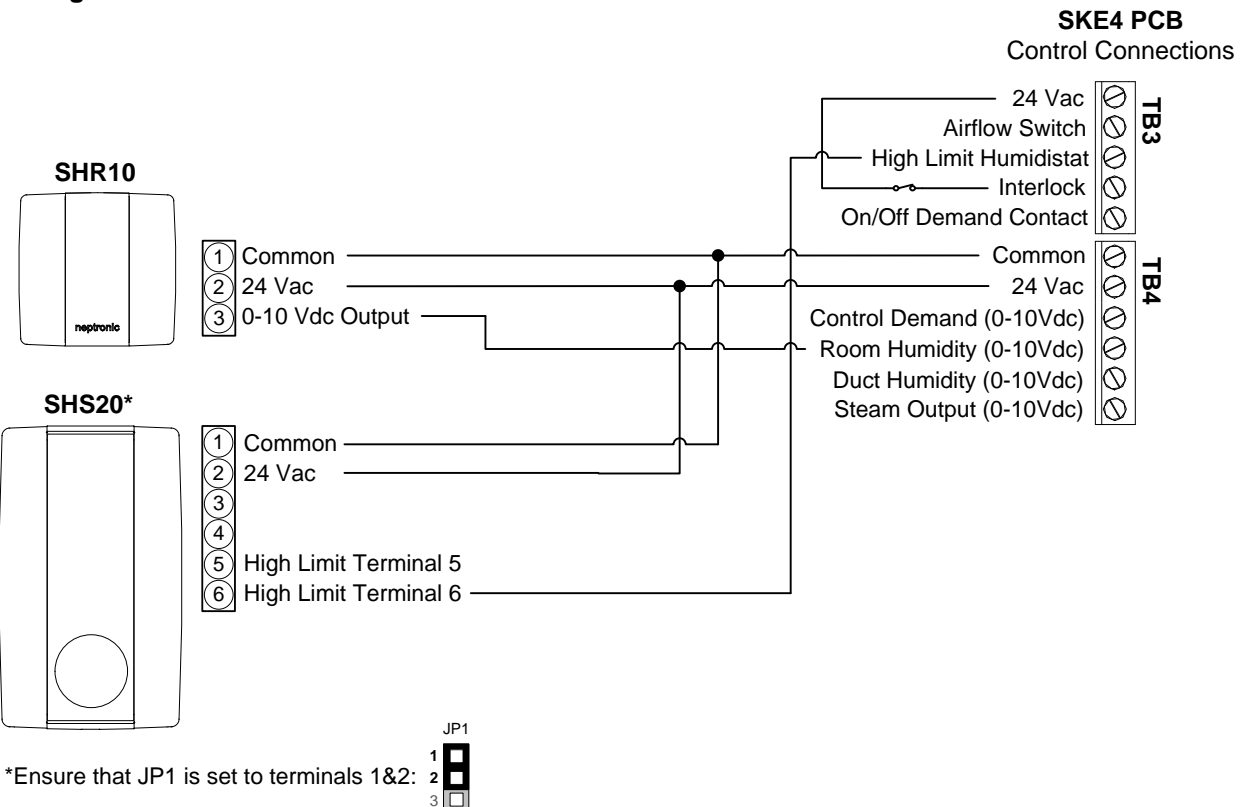 SKE4 PCB
Control Connections
24 Vac
Airflow Switch
High Limit Humidistat
Interlock
On/Off Demand Contact
TB3
SHR10
neptronic
1 Common
2 24 Vac
3 0-10 Vdc Output
Common
24 Vac
Control Demand (0-10Vdc)
Room Humidity (0-10Vdc)
Duct Humidity (0-10Vdc)
Steam Output (0-10Vdc)
TB4
SHS20*
1 Common
2 24 Vac
3
4
5 High Limit Terminal 5
6 High Limit Terminal 6
*Ensure that JP1 is set to terminals 1&2:
JP1
1
2
3